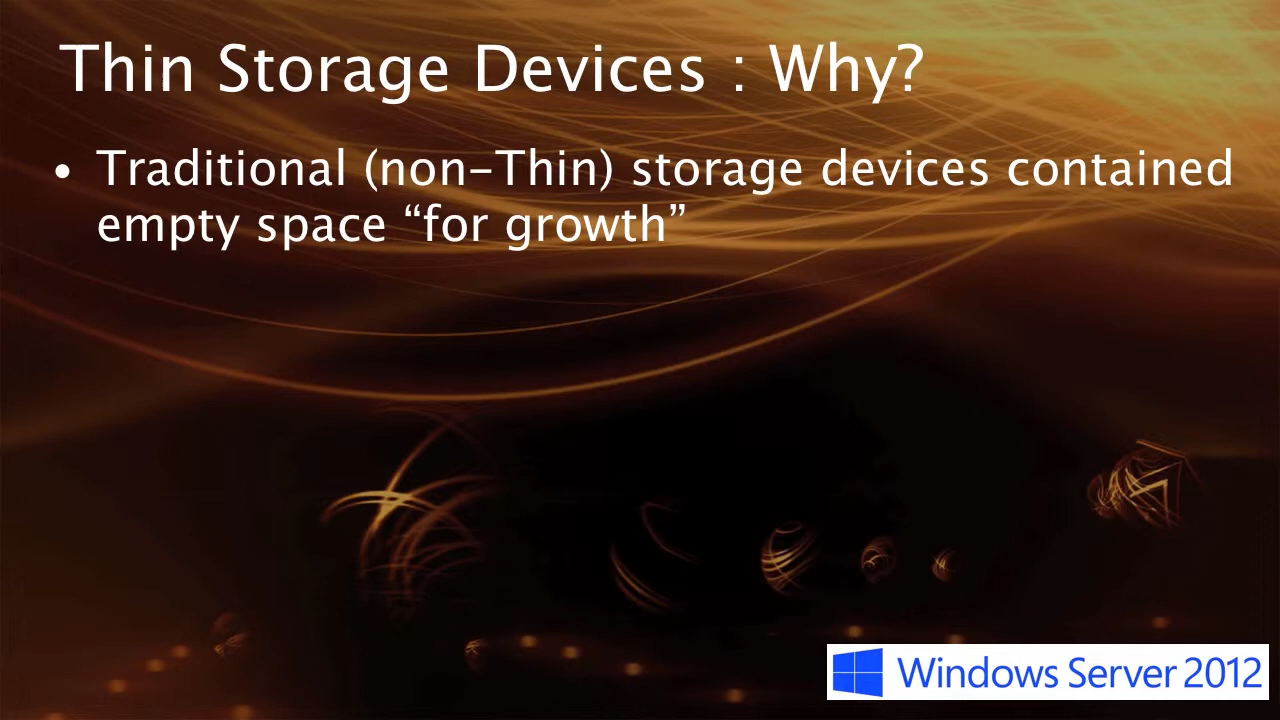 Thin Storage Devices : Why?
• Traditional (non-Thin) storage devices contained
empty space “for growth”
Windows Server 2012